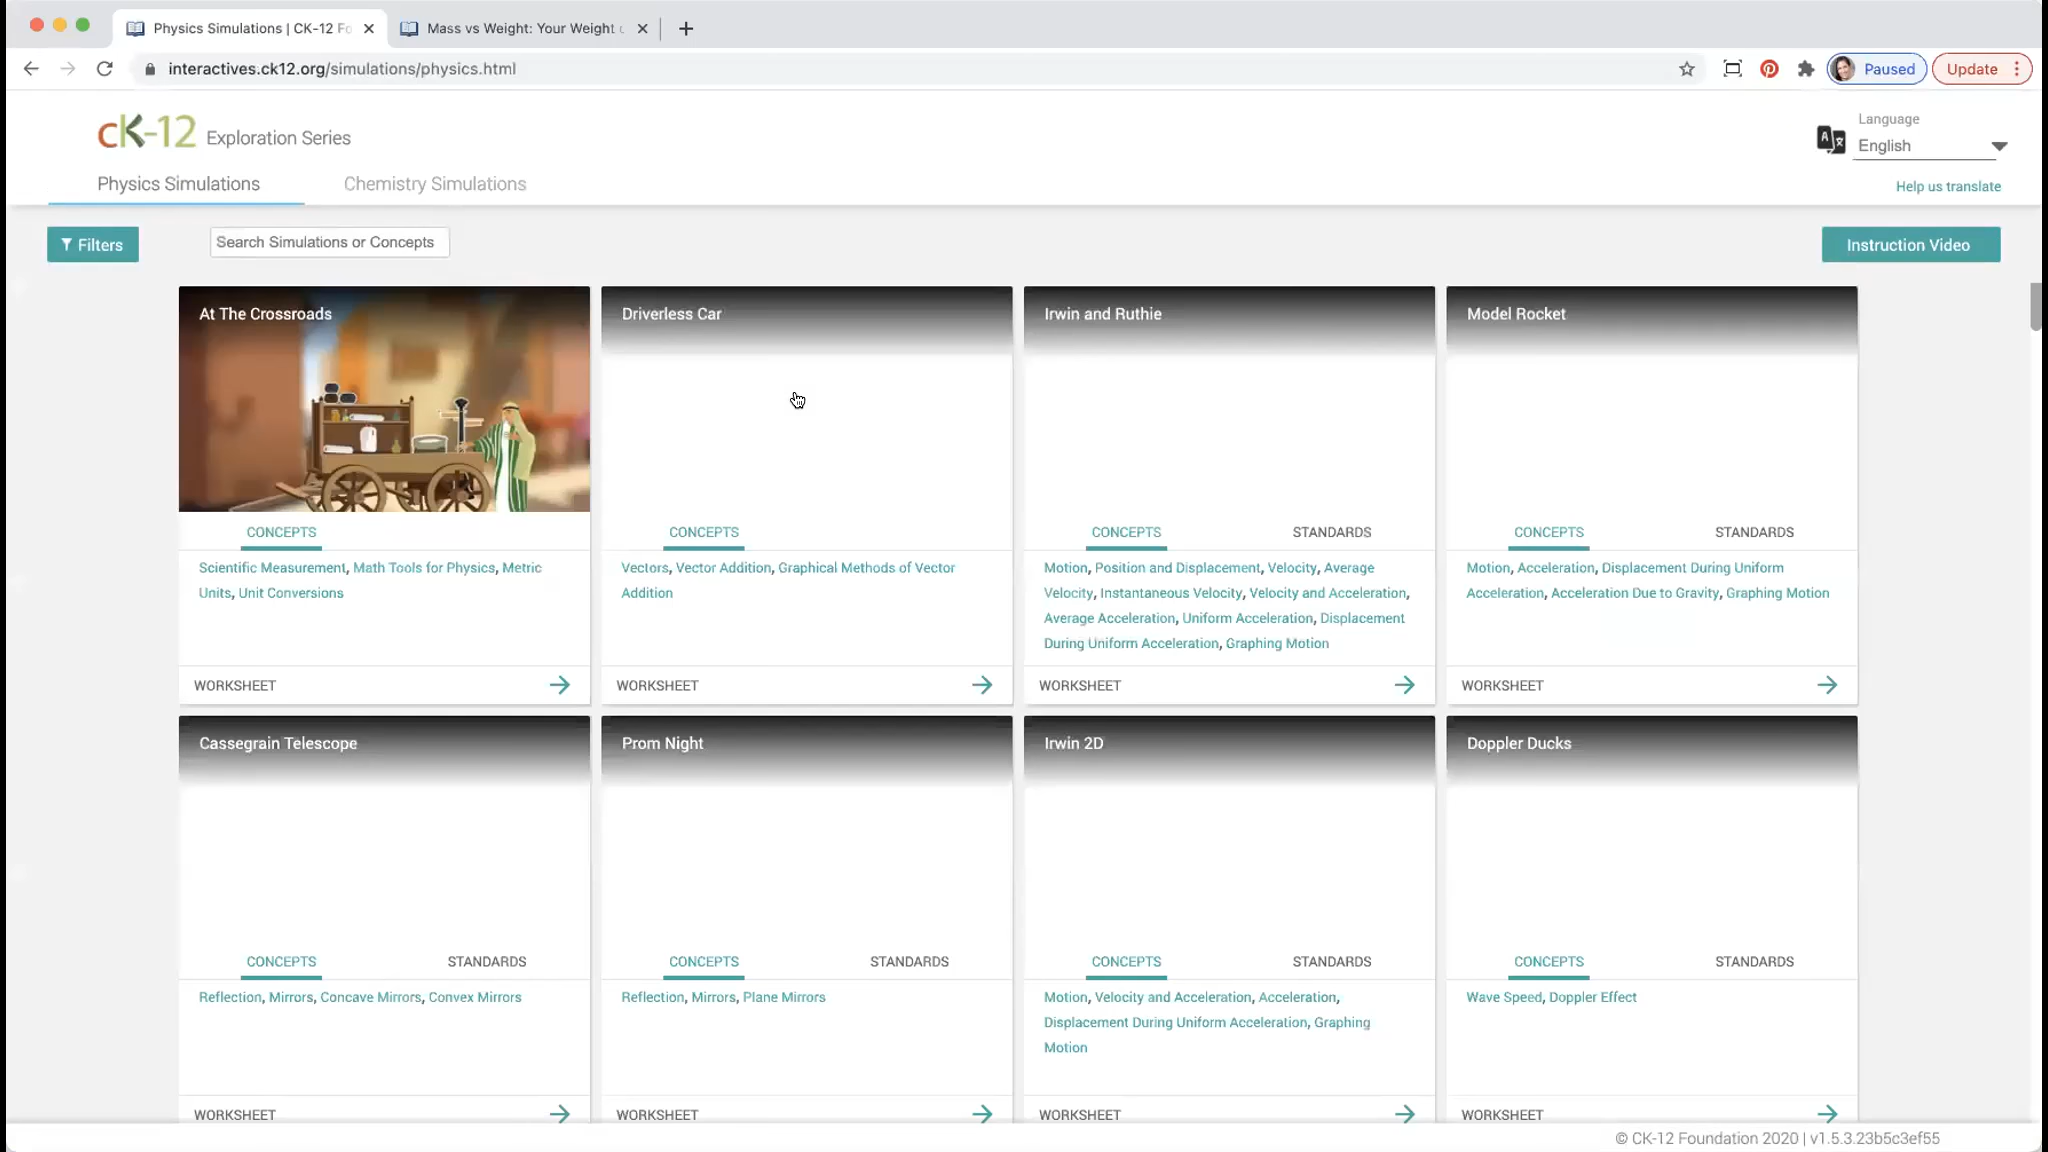 Physics Simulations | CK-12 Fo
Mass vs Weight: Your Weight
interactives.ck12.org/simulations/physics.html
Paused
Update
cK-12 Exploration Series
Language
English
Help us translate
Physics Simulations
Chemistry Simulations
Filters
Search Simulations or Concepts
Instruction Video
At The Crossroads
CONCEPTS
Scientific Measurement, Math Tools for Physics, Metric
Units, Unit Conversions
WORKSHEET
Driverless Car
CONCEPTS
Vectors, Vector Addition, Graphical Methods of Vector
Addition
WORKSHEET
Irwin and Ruthie
CONCEPTS
STANDARDS
Motion, Position and Displacement, Velocity, Average
Velocity, Instantaneous Velocity, Velocity and Acceleration,
Average Acceleration, Uniform Acceleration, Displacement
During Uniform Acceleration, Graphing Motion
WORKSHEET
Model Rocket
CONCEPTS
STANDARDS
Motion, Acceleration, Displacement During Uniform
Acceleration, Acceleration Due to Gravity, Graphing Motion
WORKSHEET
Cassegrain Telescope
CONCEPTS
STANDARDS
Reflection, Mirrors, Concave Mirrors, Convex Mirrors
WORKSHEET
Prom Night
CONCEPTS
STANDARDS
Reflection, Mirrors, Plane Mirrors
WORKSHEET
Irwin 2D
CONCEPTS
STANDARDS
Motion, Velocity and Acceleration, Acceleration,
Displacement During Uniform Acceleration, Graphing
Motion
WORKSHEET
Doppler Ducks
CONCEPTS
STANDARDS
Wave Speed, Doppler Effect
WORKSHEET
© CK-12 Foundation 2020 | v1.5.3.23b5c3ef55